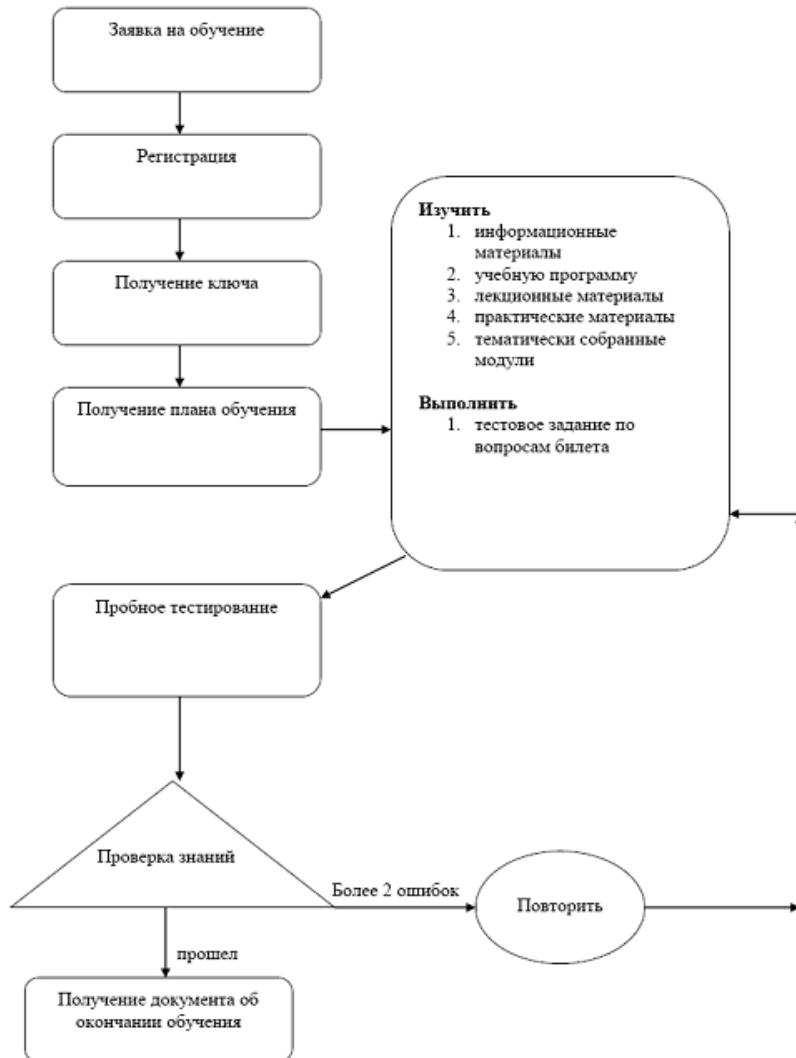 Заявка на обучение
Регистрация
Получение ключа
Получение плана обучения
Изучить
1. информационные
материалы
2. учебную программу
3. лекционные материалы
4. практические материалы
5. тематически собранные
модули
Выполнить
1. тестовое задание по
вопросам билета
Пробное тестирование
Проверка знаний
Более 2 ошибок
Повторить
прошел
Получение документа об
окончании обучения